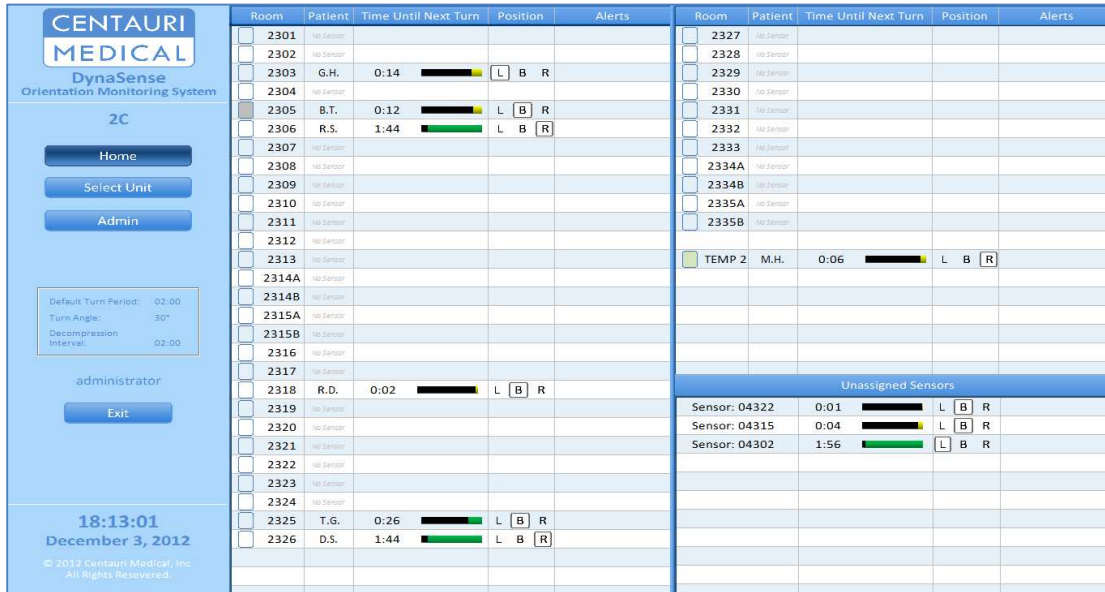 CENTAURI
MEDICAL
DynaSense
Orientation Monitoring System
2C
Home
Select Unit
Admin
Default Turn Period: 02:00
Turn Angle: 30°
Decompression
Interval: 02:00
administrator
Exit
18:13:01
December 3, 2012
© 2012 Centauri Medical, Inc.
All Rights Resevered.
Room Patient Time Until Next Turn Position Alerts
2301 No Sensor
2302 No Sensor
2303 G.H. 0:14 L B R
2304 No Sensor
2305 B.T. 0:12 L B R
2306 R.S. 1:44 L B R
2307 No Sensor
2308 No Sensor
2309 No Sensor
2310 No Sensor
2311 No Sensor
2312 No Sensor
2313 No Sensor
2314A No Sensor
2314B No Sensor
2315A No Sensor
2315B No Sensor
2316 No Sensor
2317 No Sensor
2318 R.D. 0:02 L B R
2319 No Sensor
2320 No Sensor
2321 No Sensor
2322 No Sensor
2323 No Sensor
2324 No Sensor
2325 T.G. 0:26 L B R
2326 D.S. 1:44 L B R
Room Patient Time Until Next Turn Position Alerts
2327 No Sensor
2328 No Sensor
2329 No Sensor
2330 No Sensor
2331 No Sensor
2332 No Sensor
2333 No Sensor
2334A No Sensor
2334B No Sensor
2335A No Sensor
2335B No Sensor
TEMP 2 M.H. 0:06 L B R
Unassigned Sensors
Sensor: 04322 0:01 L B R
Sensor: 04315 0:04 L B R
Sensor: 04302 1:56 L B R